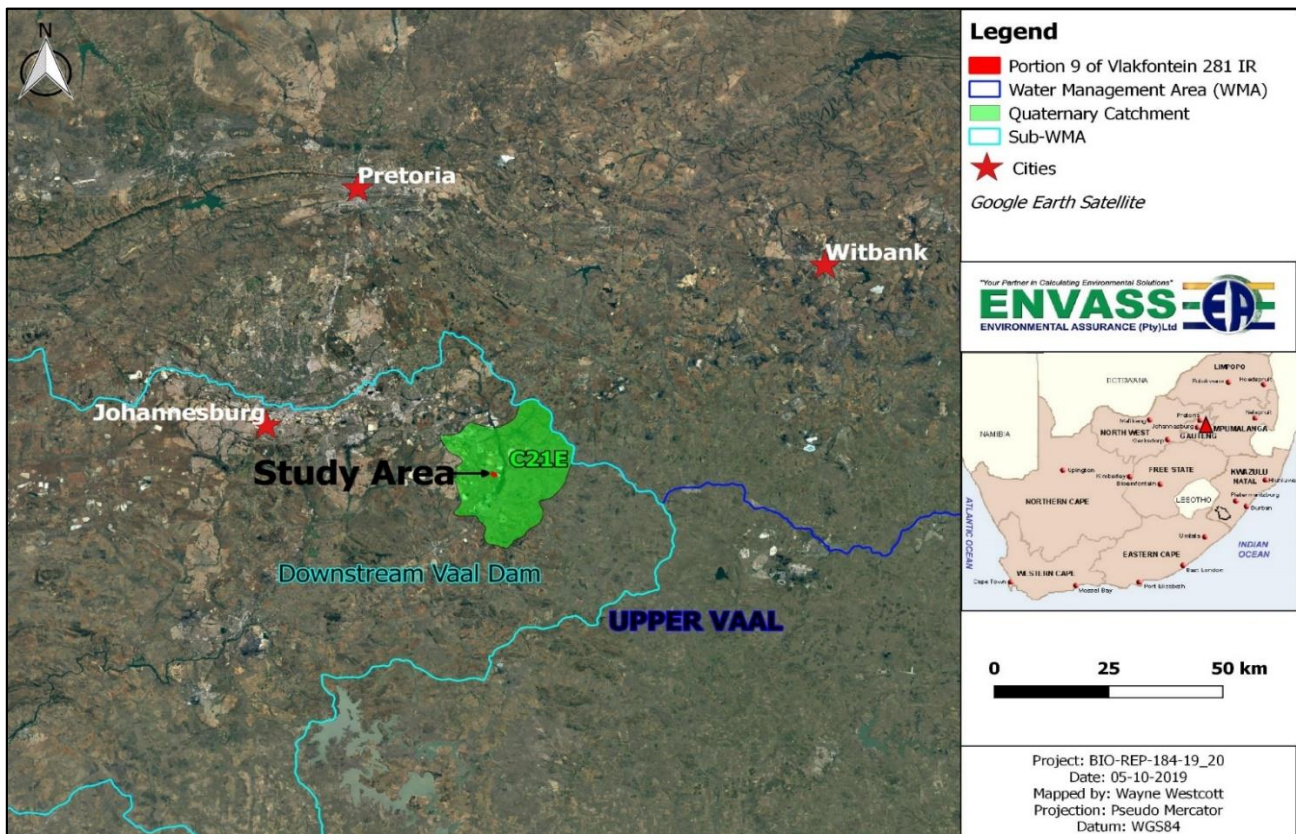 N
Pretoria
Witbank
Johannesburg
C21E
Study Area
Downstream Vaal Dam
UPPER VAAL
Legend
Portion 9 of Vlakfontein 281 IR
Water Management Area (WMA)
Quaternary Catchment
Sub-WMA
Cities
Google Earth Satellite
"Your Partner in Calculating Environmental Solutions"
ENVASS
ENVIRONMENTAL ASSURANCE (Pty)Ltd
EA
LIMPOPO
BOTSWANA
NAMIBIA
NORTH WEST
Johannesburg
GAUTENG
MPUMALANGA
FREE STATE
KWAZULU
NATAL
Upington
Kimberley
Bloemfontein
LESOTHO
Durban
NORTHERN CAPE
Umtata
EASTERN CAPE
INDIAN
OCEAN
ATLANTIC OCEAN
WESTERN CAPE
East London
Cape Town
Mossel Bay
Port Elizabeth
0 25 50 km
Project: BIO-REP-184-19_20
Date: 05-10-2019
Mapped by: Wayne Westcott
Projection: Pseudo Mercator
Datum: WGS84